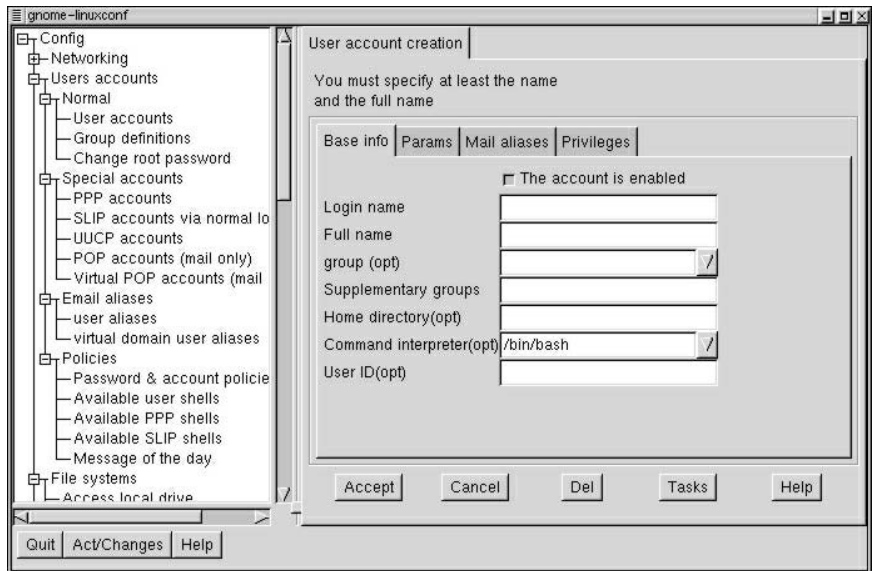 gnome-linuxconf
Config
Networking
Users accounts
Normal
User accounts
Group definitions
Change root password
Special accounts
PPP accounts
SLIP accounts via normal lo
UUCP accounts
POP accounts (mail only)
Virtual POP accounts (mail
Email aliases
user aliases
virtual domain user aliases
Policies
Password & account policie
Available user shells
Available PPP shells
Available SLIP shells
Message of the day
File systems
Access local drive
Quit Act/Changes Help
User account creation
You must specify at least the name
and the full name
Base info Params Mail aliases Privileges
The account is enabled
Login name
Full name
group (opt)
Supplementary groups
Home directory(opt)
Command interpreter(opt) /bin/bash
User ID(opt)
Accept Cancel Del Tasks Help